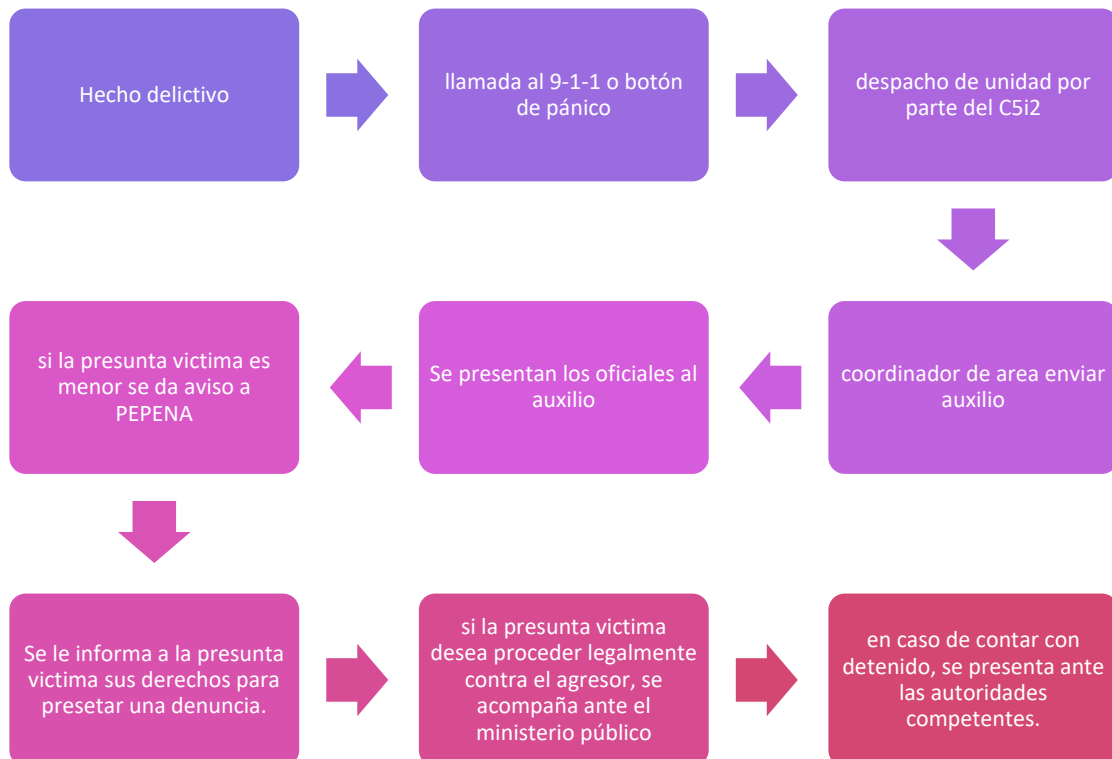 Hecho delictivo
llamada al 9-1-1 o botón
de pánico
despacho de unidad por
parte del C5i2
coordinador de area enviar
auxilio
Se presentan los oficiales al
auxilio
si la presunta victima es
menor se da aviso a
PEPENA
Se le informa a la presunta
victima sus derechos para
presetar una denuncia.
si la presunta victima
desea proceder legalmente
contra el agresor, se
acompaña ante el
ministerio público
en caso de contar con
detenido, se presenta ante
las autoridades
competentes.